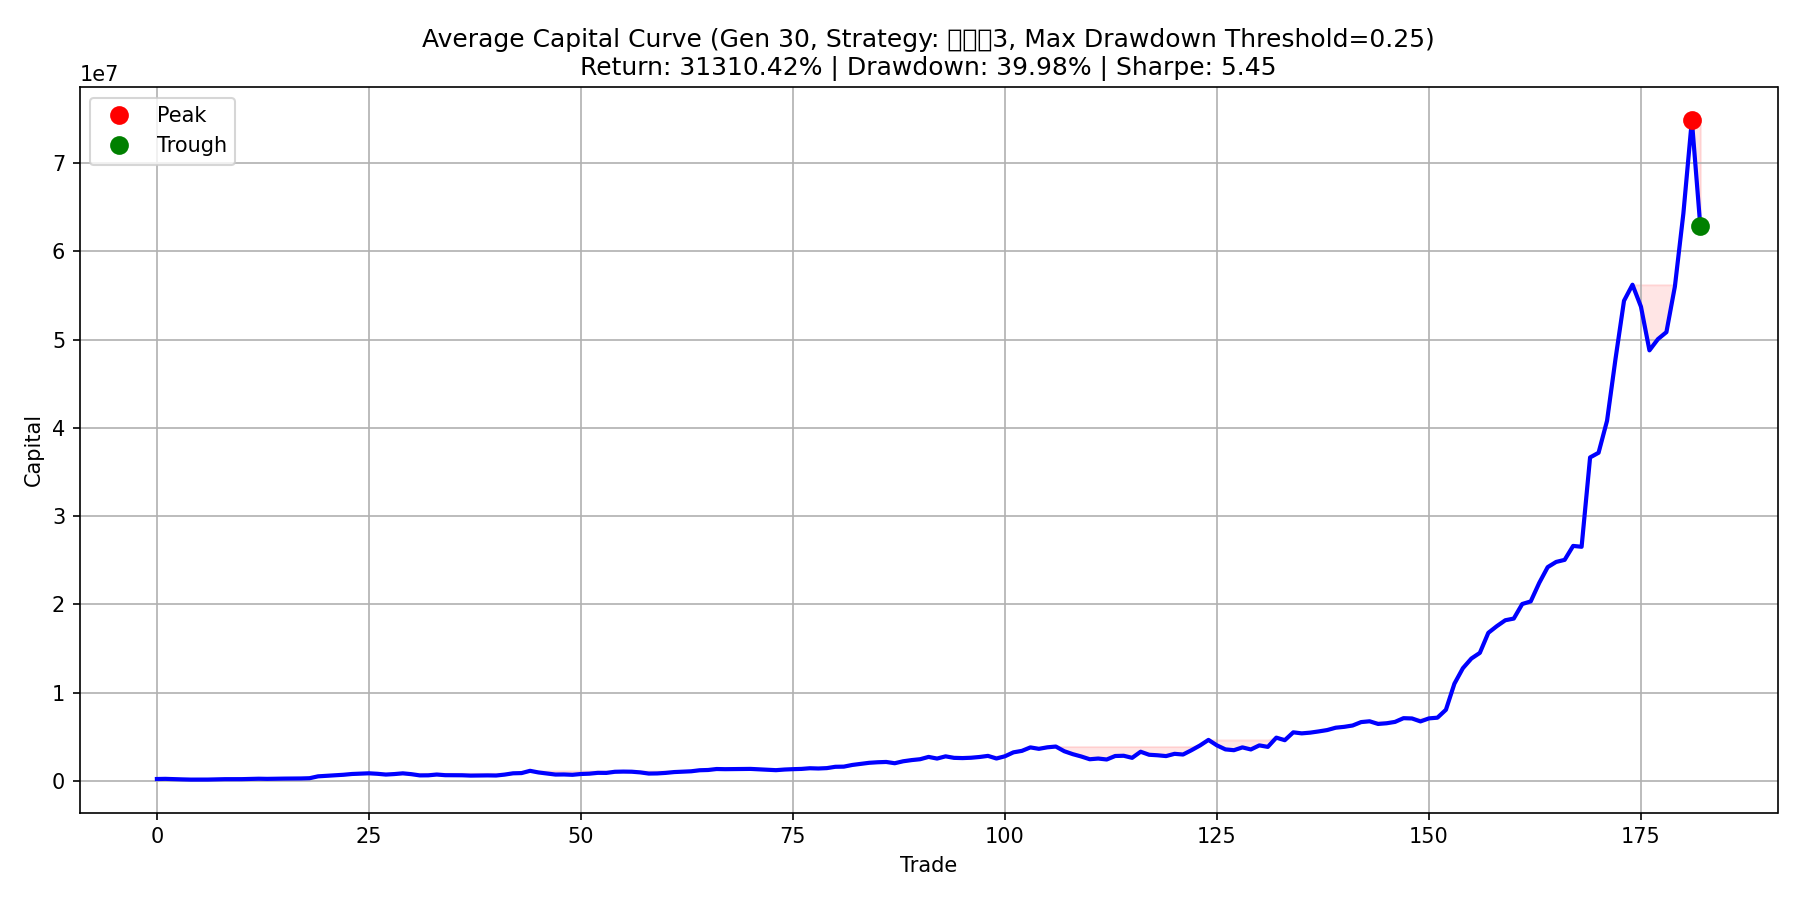 Average Capital Curve (Gen 30, Strategy: 3, Max Drawdown Threshold=0.25)
Return: 31310.42% | Drawdown: 39.98% | Sharpe: 5.45
1e7
Peak
Trough
7
6
5
4
3
2
1
0
Capital
0 25 50 75 100 125 150 175
Trade